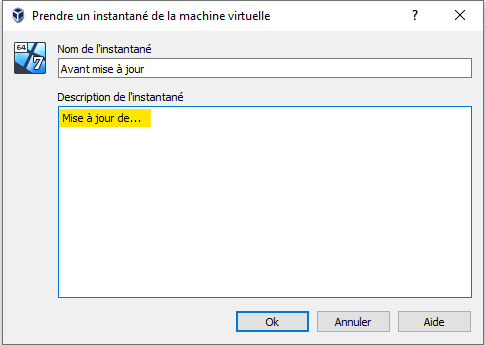 Prendre un instantané de la machine virtuelle
?
64
7
Nom de l'instantané
Avant mise à jour
Description de l'instantané
Mise à jour de...
Ok
Annuler
Aide